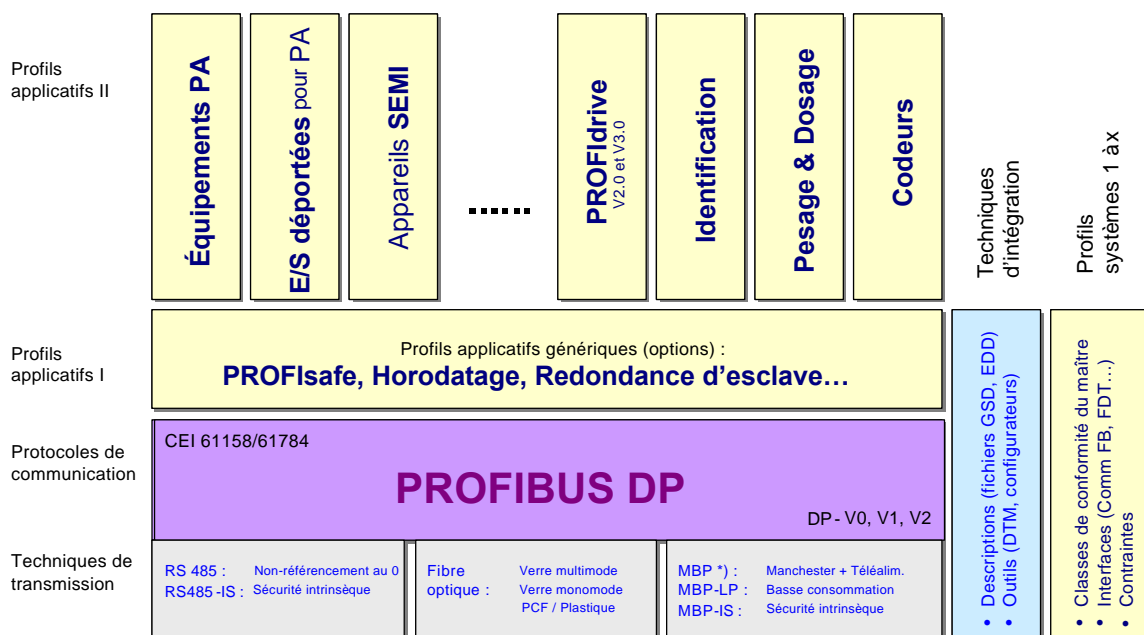 Profils
applicatifs II
Équipements PA
E/S déportées pour PA
Appareils SEMI
......
PROFIdrive
V2.0 et V3.0
Identification
Pesage & Dosage
Codeurs
Techniques
d'intégration
Profils
systèmes 1 àx
Profils
applicatifs I
Profils applicatifs génériques (options) :
PROFIsafe, Horodatage, Redondance d'esclave…
Protocoles de
communication
CEI 61158/61784
PROFIBUS DP
DP - V0, V1, V2
Techniques de
transmission
RS 485 : Non-référencement au 0
RS485 -IS : Sécurité intrinsèque
Fibre Verre multimode
optique : Verre monomode
PCF / Plastique
MBP *) : Manchester + Téléalim.
MBP-LP : Basse consommation
MBP-IS : Sécurité intrinsèque
• Descriptions (fichiers GSD, EDD)
• Outils (DTM, configurateurs)
• Classes de conformité du maître
• Interfaces (Comm FB, FDT…)
• Contraintes